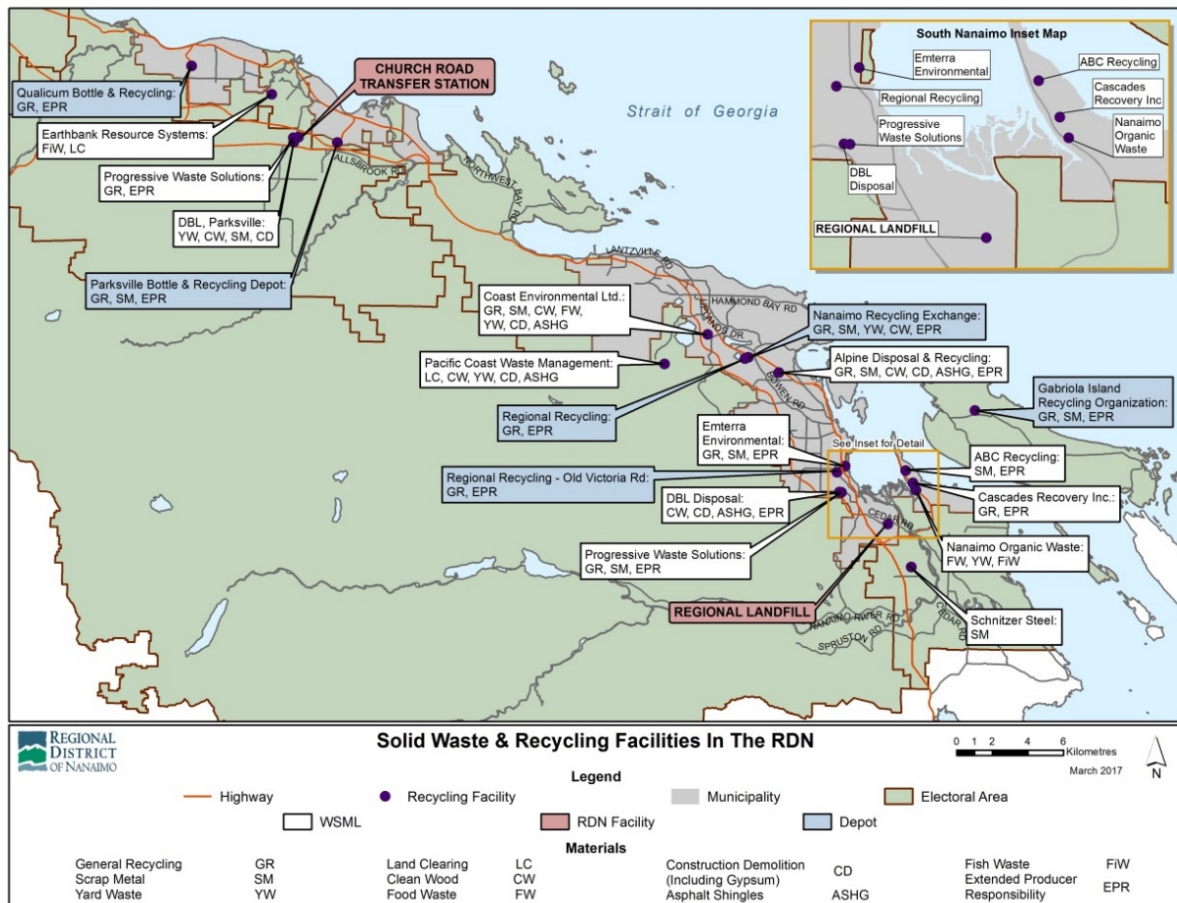 CHURCH ROAD
TRANSFER STATION
Qualicum Bottle & Recycling:
GR, EPR
Earthbank Resource Systems:
FiW, LC
Progressive Waste Solutions:
GR, EPR
DBL, Parksville:
YW, CW, SM, CD
Parksville Bottle & Recycling Depot:
GR, SM, EPR
ALLSBROOK RD
NORTHWEST BAY RD
Strait of Georgia
South Nanaimo Inset Map
Emterra
Environmental
Regional Recycling
Progressive
Waste Solutions
DBL
Disposal
REGIONAL LANDFILL
ABC Recycling
Cascades
Recovery Inc
Nanaimo
Organic
Waste
LANTZVILLE RD
HAMMOND BAY RD
UPLANDS DR
BOWEN RD
Coast Environmental Ltd.:
GR, SM, CW, FW,
YW, CD, ASHG
Pacific Coast Waste Management:
LC, CW, YW, CD, ASHG
Regional Recycling:
GR, EPR
Nanaimo Recycling Exchange:
GR, SM, YW, CW, EPR
Alpine Disposal & Recycling:
GR, SM, CW, CD, ASHG, EPR
Gabriola Island
Recycling Organization:
GR, SM, EPR
Emterra
Environmental:
GR, SM, EPR
See Inset for Detail
Regional Recycling - Old Victoria Rd:
GR, EPR
ABC Recycling:
SM, EPR
DBL Disposal:
CW, CD, ASHG, EPR
Cascades Recovery Inc.:
GR, EPR
CEDAR RD
Progressive Waste Solutions:
GR, SM, EPR
Nanaimo Organic Waste:
FW, YW, FiW
REGIONAL LANDFILL
NANAIMO RIVER RD
SPRUSTON RD
CEDAR RD
Schnitzer Steel:
SM
REGIONAL
DISTRICT
OF NANAIMO
Solid Waste & Recycling Facilities In The RDN
0 1 2 4 6
Kilometres
March 2017
N
Legend
Highway
Recycling Facility
Municipality
Electoral Area
WSML
RDN Facility
Depot
Materials
General Recycling GR
Scrap Metal SM
Yard Waste YW
Land Clearing LC
Clean Wood CW
Food Waste FW
Construction Demolition
(Including Gypsum) CD
Asphalt Shingles ASHG
Fish Waste FiW
Extended Producer
Responsibility EPR